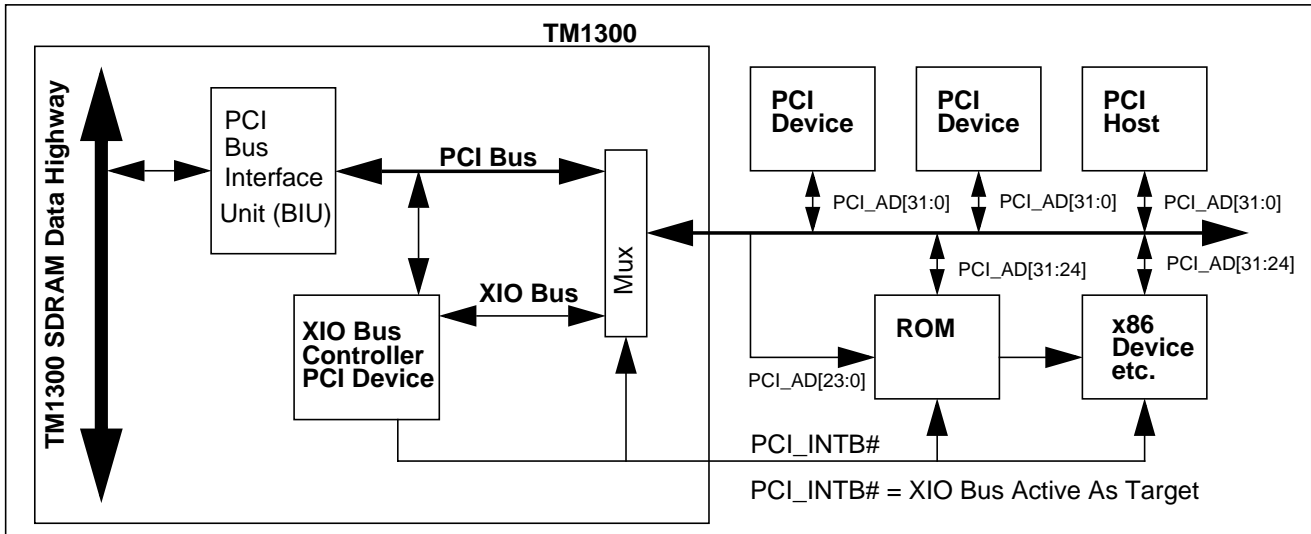 TM1300
TM1300 SDRAM Data Highway
PCI
Bus
Interface
Unit (BIU)
PCI Bus
XIO Bus
Controller
PCI Device
XIO Bus
Mux
PCI
Device
PCI
Device
PCI
Host
PCI_AD[31:0]
PCI_AD[31:0]
PCI_AD[31:0]
PCI_AD[31:24]
PCI_AD[31:24]
ROM
x86
Device
etc.
PCI_AD[23:0]
PCI_INTB#
PCI_INTB# = XIO Bus Active As Target